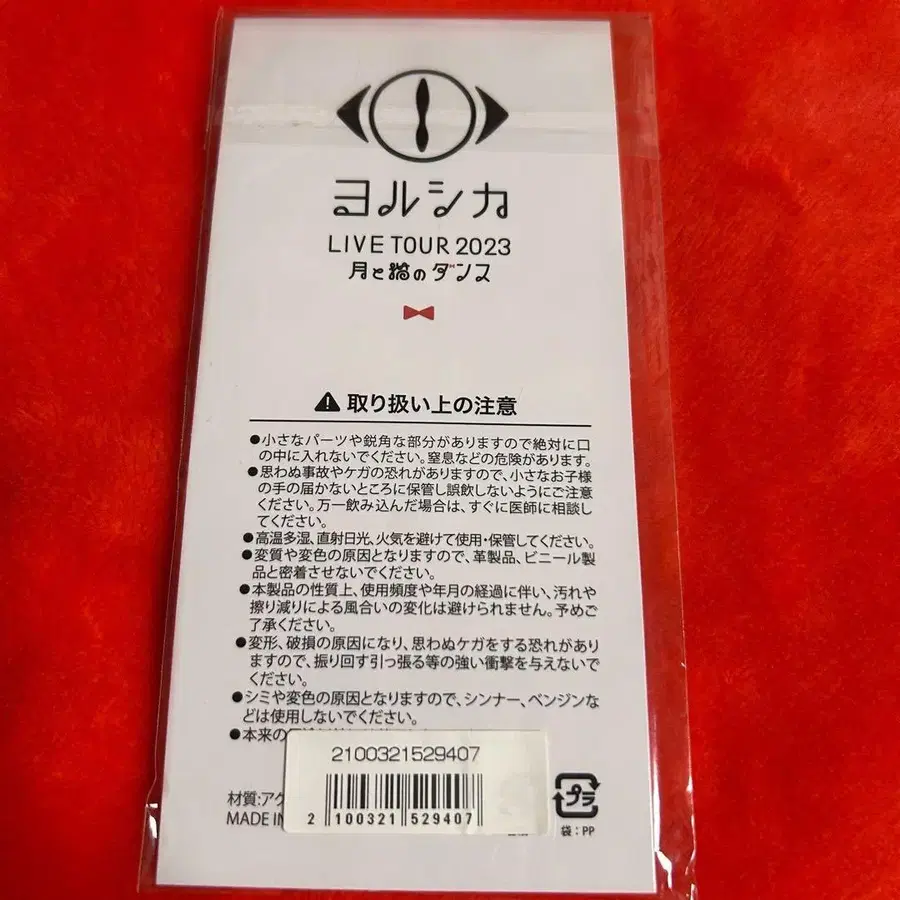 ヨルシカ
LIVE TOUR 2023
月と猫のダンス
取り扱い上の注意
●小さなパーツや鋭角な部分がありますので絶対に口
の中に入れないでください。窒息などの危険があります。
●思わぬ事故やケガの恐れがありますので、小さなお子様
の手の届かないところに保管し誤飲しないようにご注意
ください。万一飲み込んだ場合は、すぐに医師に相談し
てください。
●高温多湿、直射日光、火気を避けて使用・保管してください。
●変質や変色の原因となりますので、革製品、ビニール製
品と密着させないでください。
●本製品の性質上、使用頻度や年月の経過に伴い、汚れや
擦り減りによる風合いの変化は避けられません。予めご
了承ください。
●変形、破損の原因になり、思わぬケガをする恐れがあり
ますので、振り回す引っ張る等の強い衝撃を与えないで
ください。
●シミや変色の原因となりますので、シンナー、ベンジンな
どは使用しないでください。
●本来の
2100321529407
2 100321 529407
材質:アク
MADE IN
プラ
袋:PP